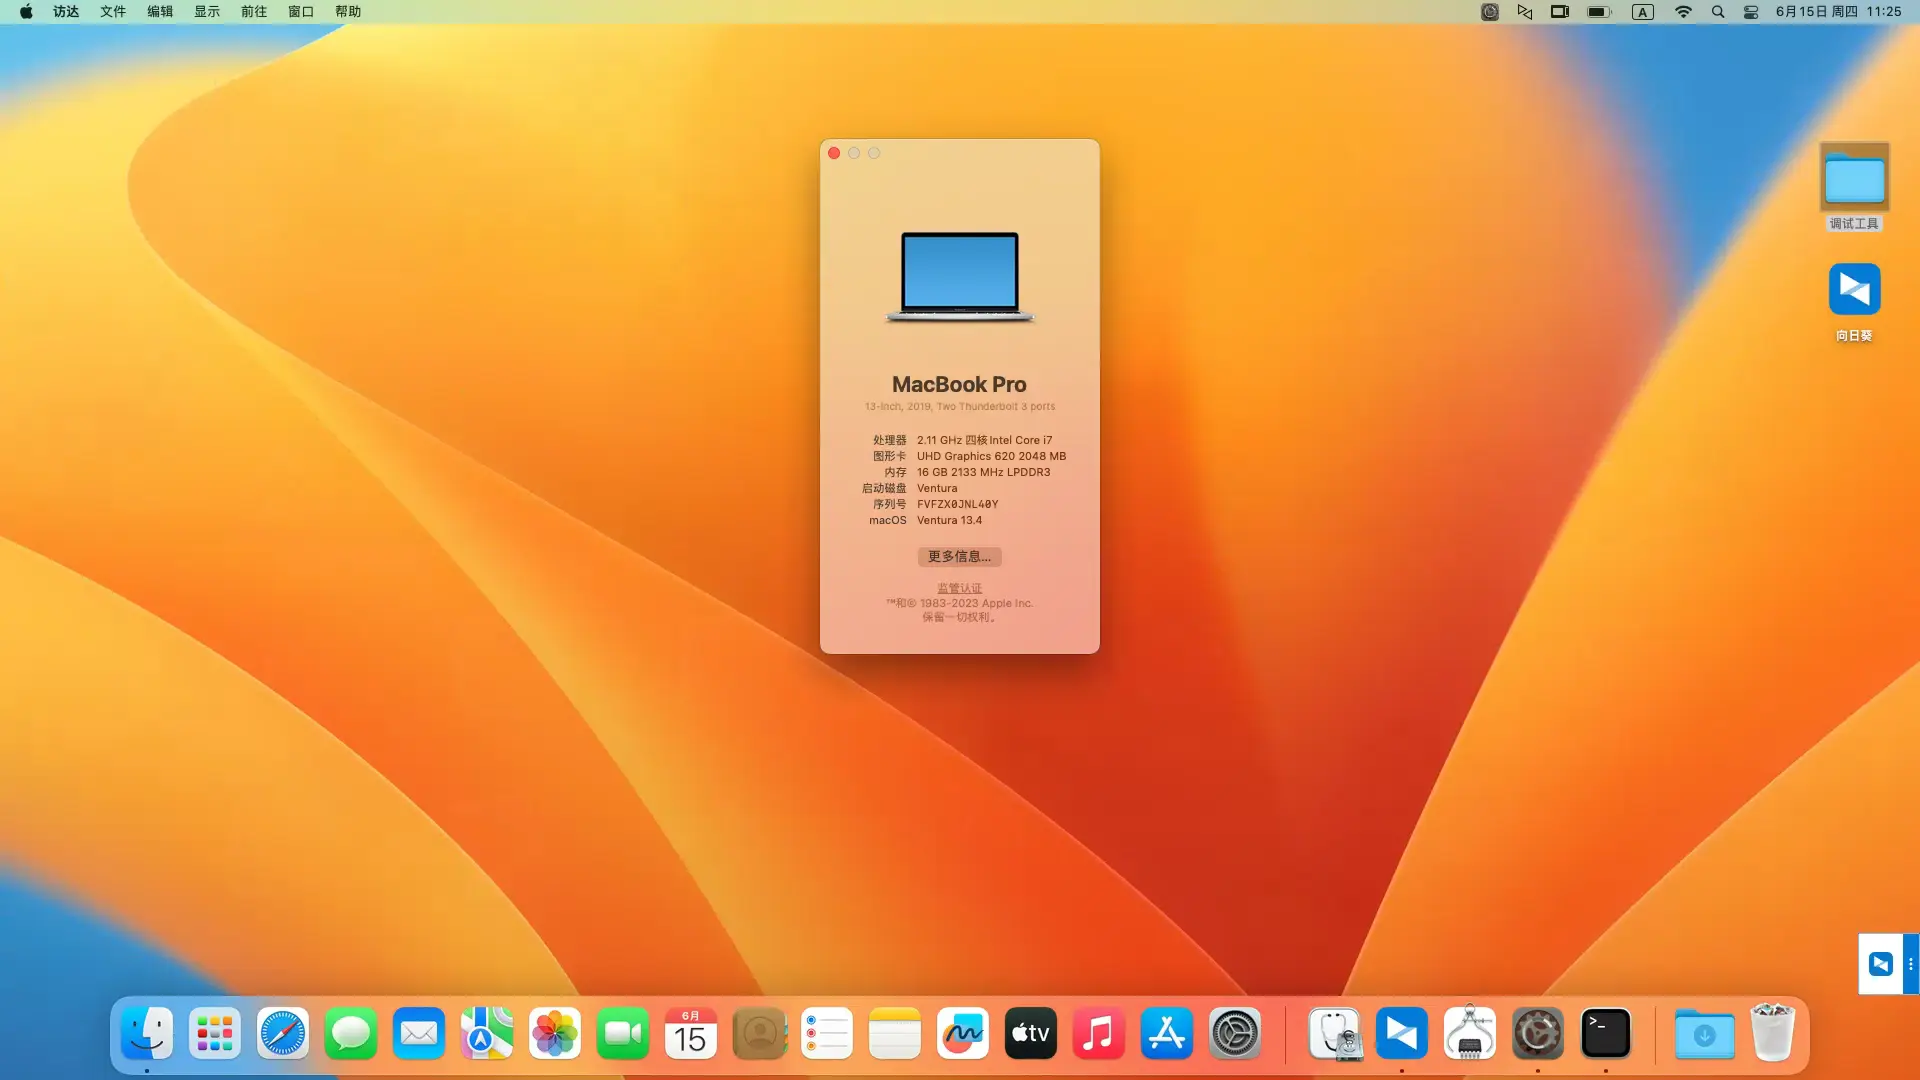 访达 文件 编辑 显示 前往 窗口 帮助
A 6月15日 周四 11:25
调试工具
向日葵
MacBook Pro
13-inch, 2019, Two Thunderbolt 3 ports
处理器 2.11 GHz 四核Intel Core i7
图形卡 UHD Graphics 620 2048 MB
内存 16 GB 2133 MHz LPDDR3
启动磁盘 Ventura
序列号 FVFZX0JNL40Y
macOS Ventura 13.4
更多信息...
监管认证
™和© 1983-2023 Apple Inc.
保留一切权利。
6月
15
tv
>_